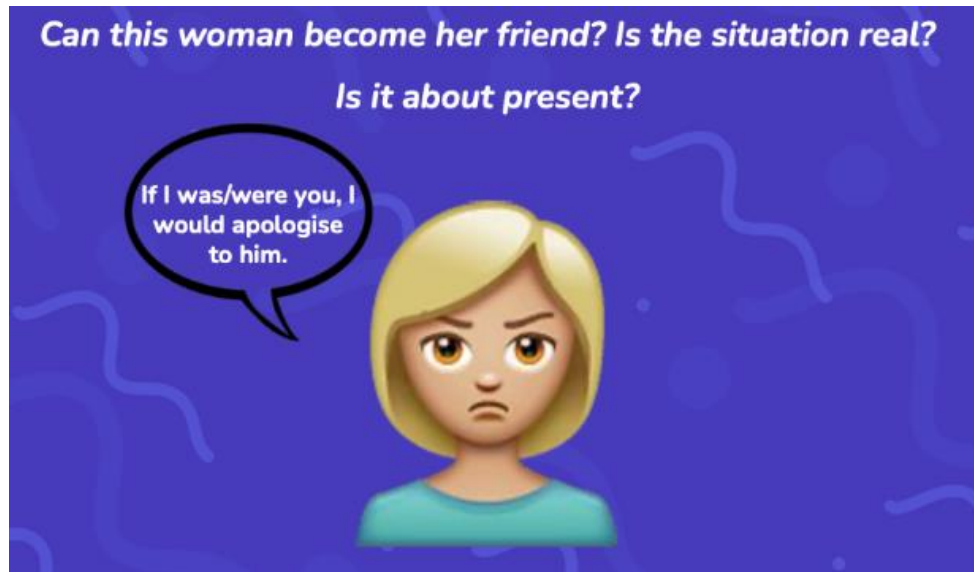 Can this woman become her friend? Is the situation real?
Is it about present?
If I was/were you, I
would apologise
to him.